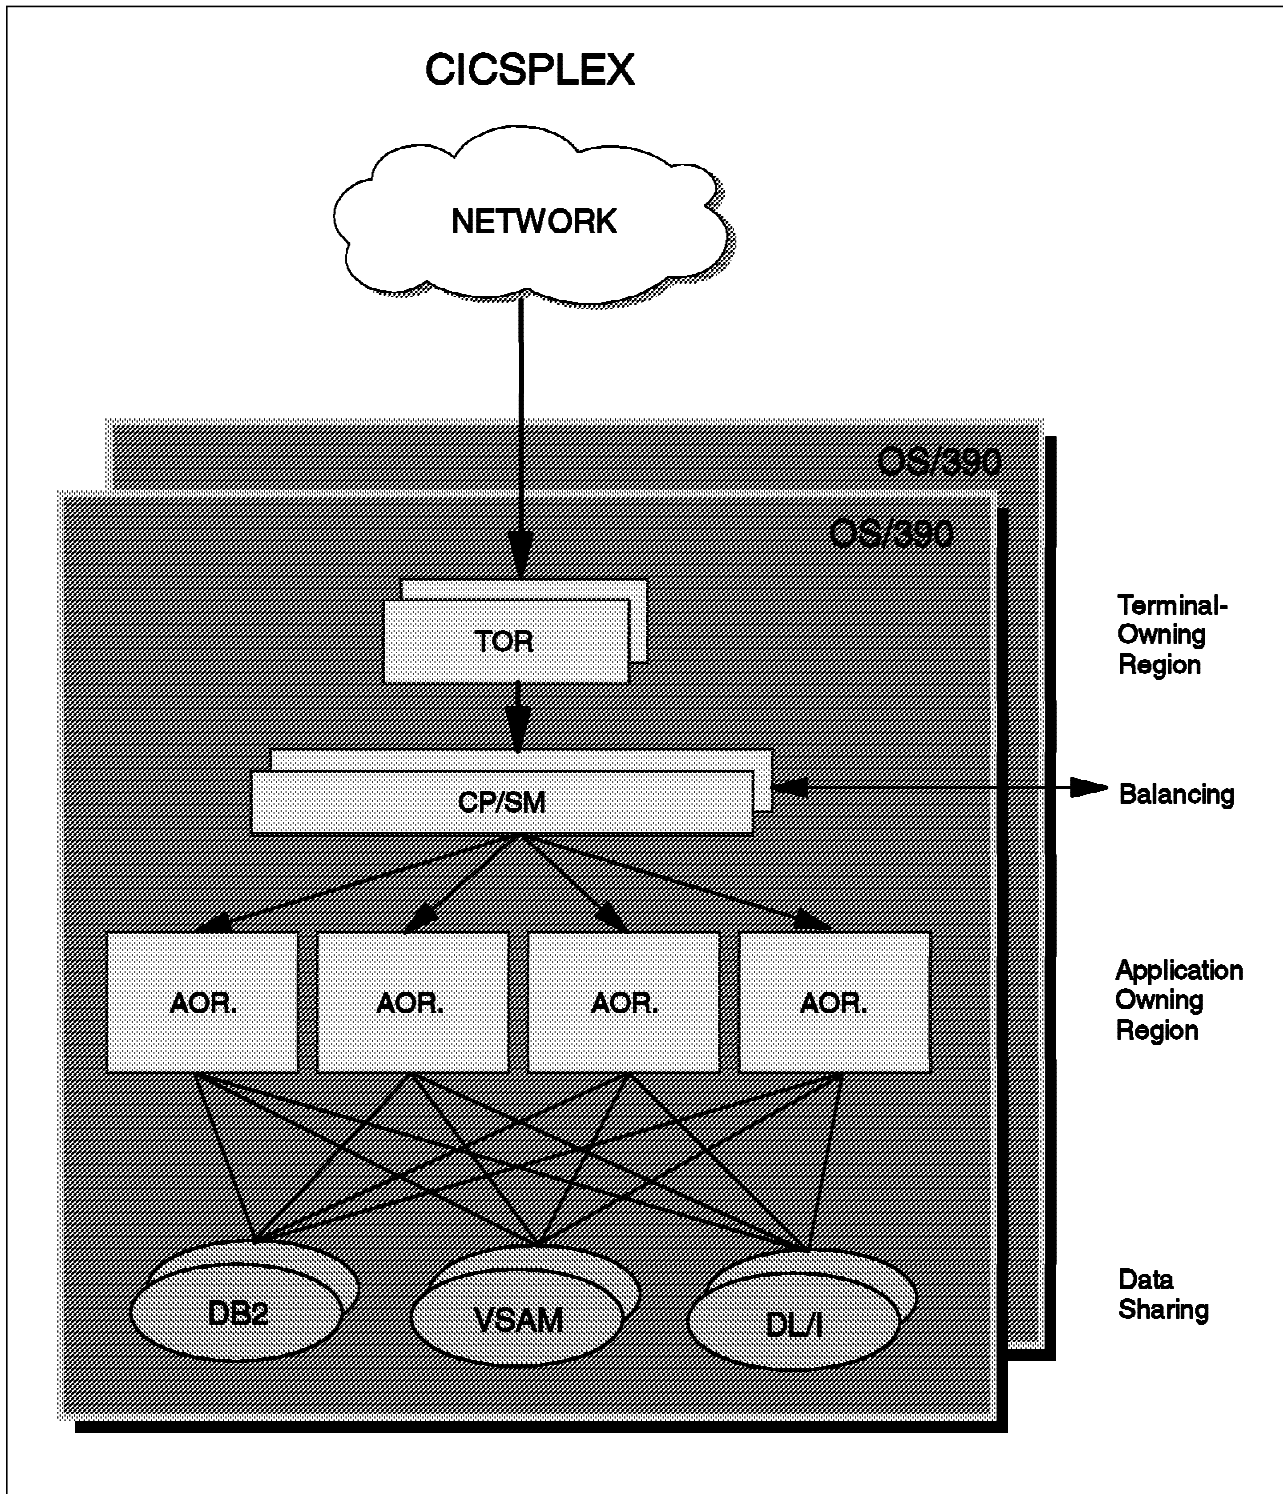 CICSPLEX
NETWORK
OS/390
OS/390
TOR
Terminal-
Owning
Region
CP/SM
Balancing
AOR.
AOR.
AOR.
AOR.
Application
Owning
Region
DB2
VSAM
DL/I
Data
Sharing